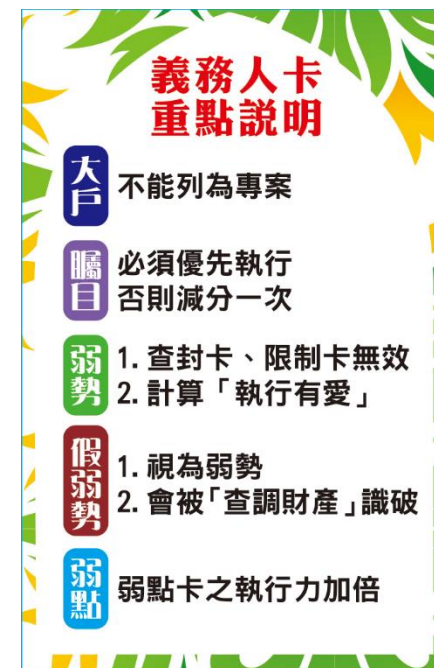 義務人卡
重點說明
大戶
不能列為專案
矚目
必須優先執行
否則減分一次
弱勢
1. 查封卡、限制卡無效
2. 計算「執行有愛」
假弱勢
1. 視為弱勢
2. 會被「查調財產」識破
弱點
弱點卡之執行力加倍